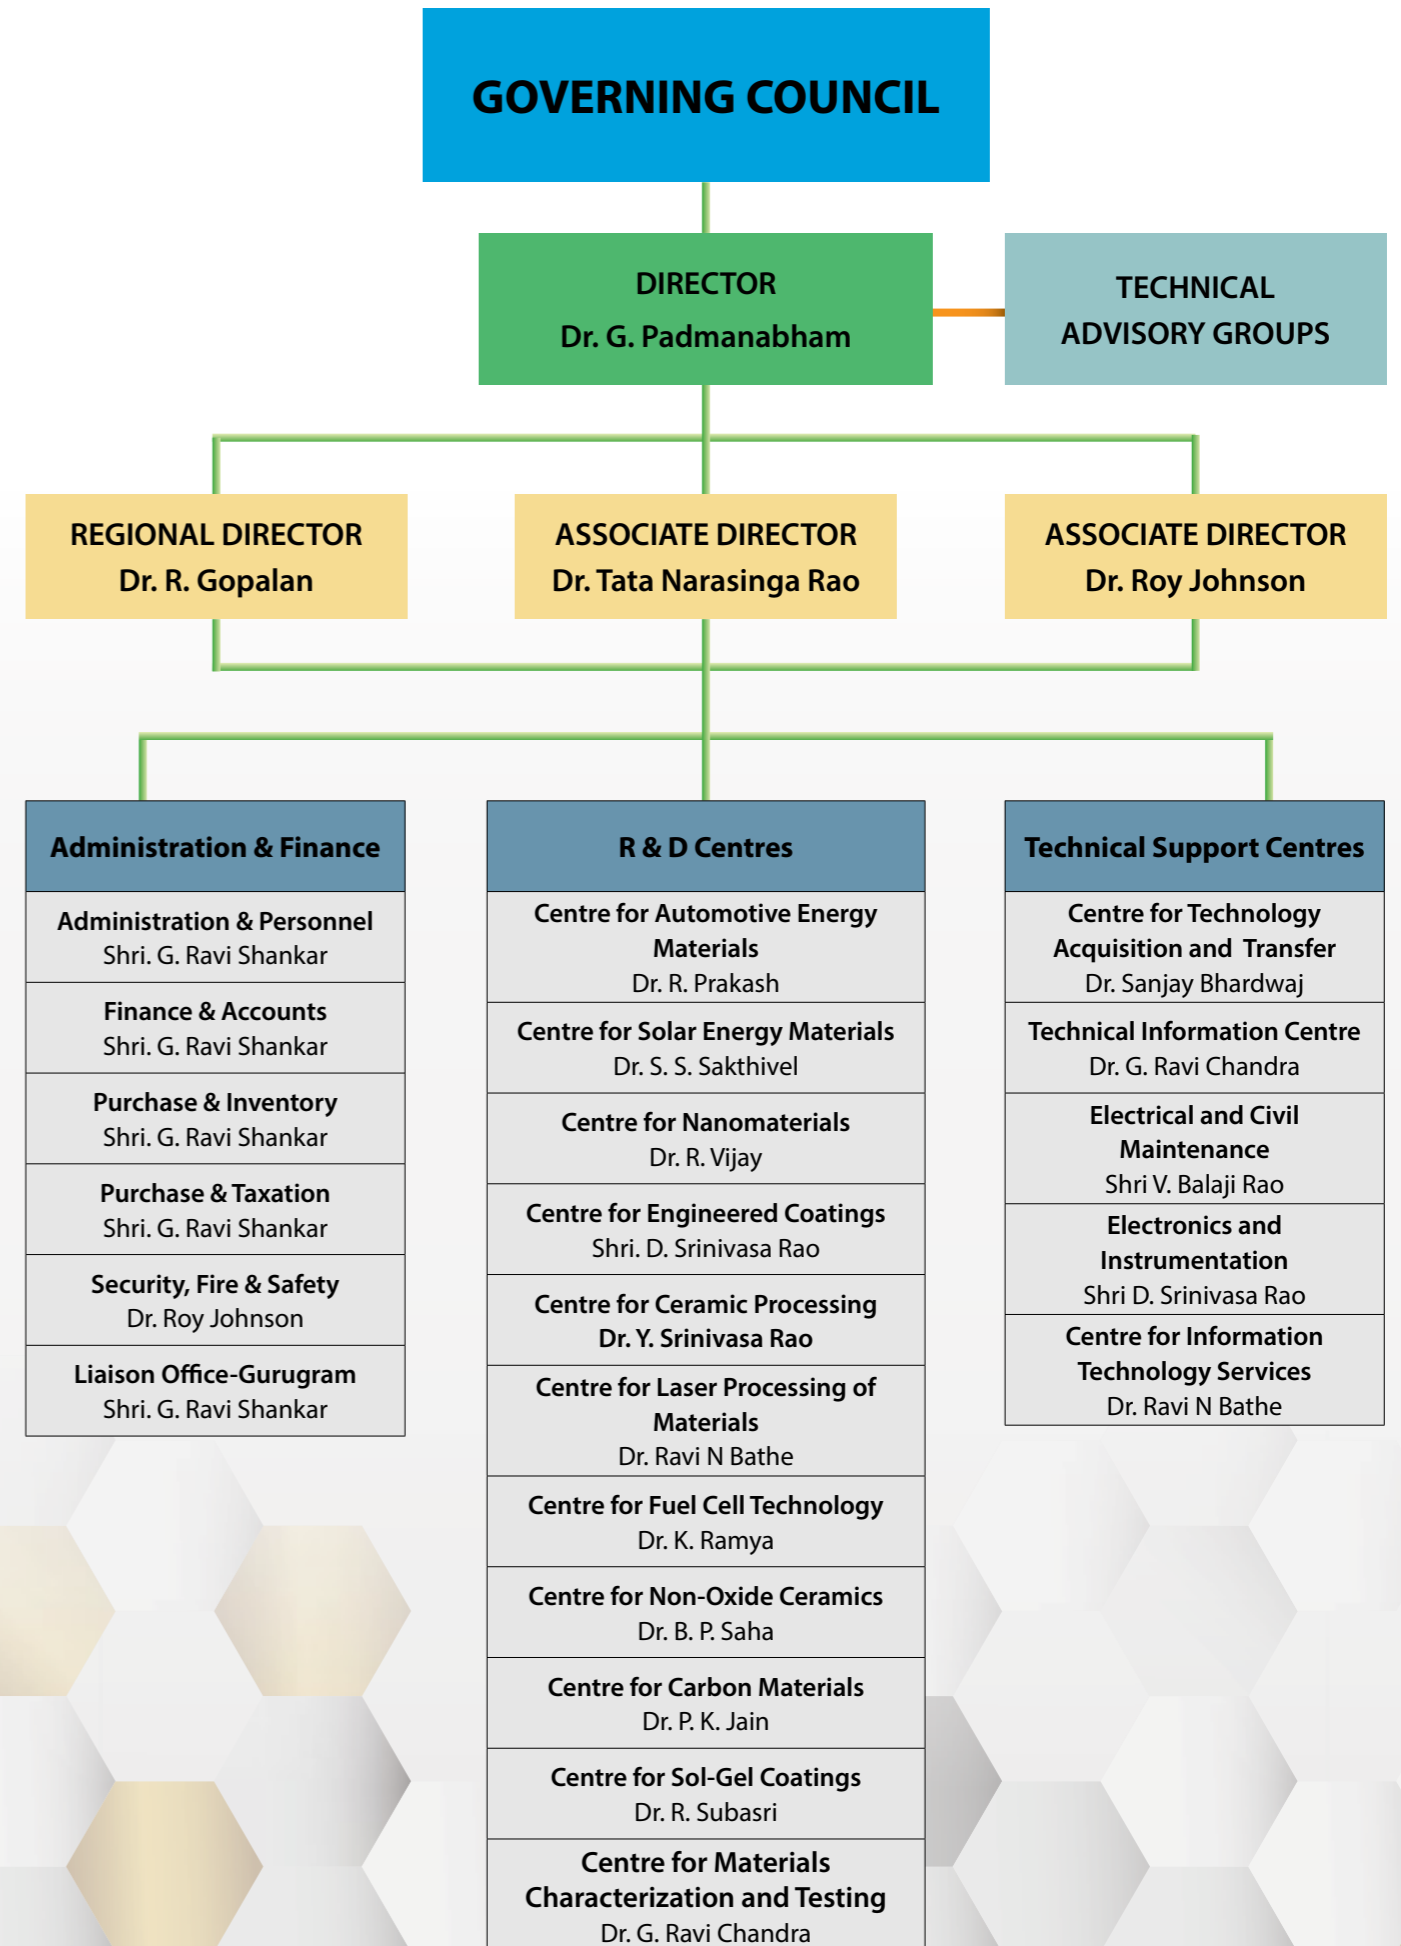 GOVERNING COUNCIL
DIRECTOR
Dr. G. Padmanabham
TECHNICAL
ADVISORY GROUPS
REGIONAL DIRECTOR
Dr. R. Gopalan
ASSOCIATE DIRECTOR
Dr. Tata Narasinga Rao
ASSOCIATE DIRECTOR
Dr. Roy Johnson
Administration & Finance
Administration & Personnel
Shri. G. Ravi Shankar
Finance & Accounts
Shri. G. Ravi Shankar
Purchase & Inventory
Shri. G. Ravi Shankar
Purchase & Taxation
Shri. G. Ravi Shankar
Security, Fire & Safety
Dr. Roy Johnson
Liaison Office-Gurugram
Shri. G. Ravi Shankar
R & D Centres
Centre for Automotive Energy
Materials
Dr. R. Prakash
Centre for Solar Energy Materials
Dr. S. S. Sakthivel
Centre for Nanomaterials
Dr. R. Vijay
Centre for Engineered Coatings
Shri. D. Srinivasa Rao
Centre for Ceramic Processing
Dr. Y. Srinivasa Rao
Centre for Laser Processing of
Materials
Dr. Ravi N Bathe
Centre for Fuel Cell Technology
Dr. K. Ramya
Centre for Non-Oxide Ceramics
Dr. B. P. Saha
Centre for Carbon Materials
Dr. P. K. Jain
Centre for Sol-Gel Coatings
Dr. R. Subasri
Centre for Materials
Characterization and Testing
Dr. G. Ravi Chandra
Technical Support Centres
Centre for Technology
Acquisition and Transfer
Dr. Sanjay Bhardwaj
Technical Information Centre
Dr. G. Ravi Chandra
Electrical and Civil
Maintenance
Shri V. Balaji Rao
Electronics and
Instrumentation
Shri D. Srinivasa Rao
Centre for Information
Technology Services
Dr. Ravi N Bathe